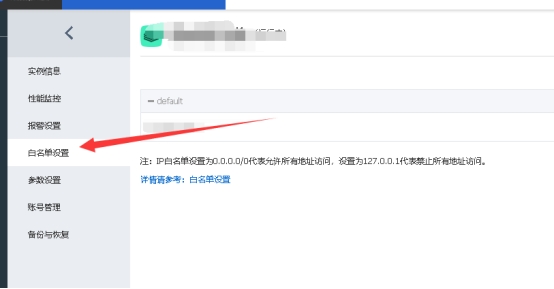 实例信息
性能监控
报警设置
白名单设置
参数设置
账号管理
备份与恢复
default
注：IP白名单设置为0.0.0.0/0代表允许所有地址访问，设置为127.0.0.1代表禁止所有地址访问。
详情请参考：白名单设置